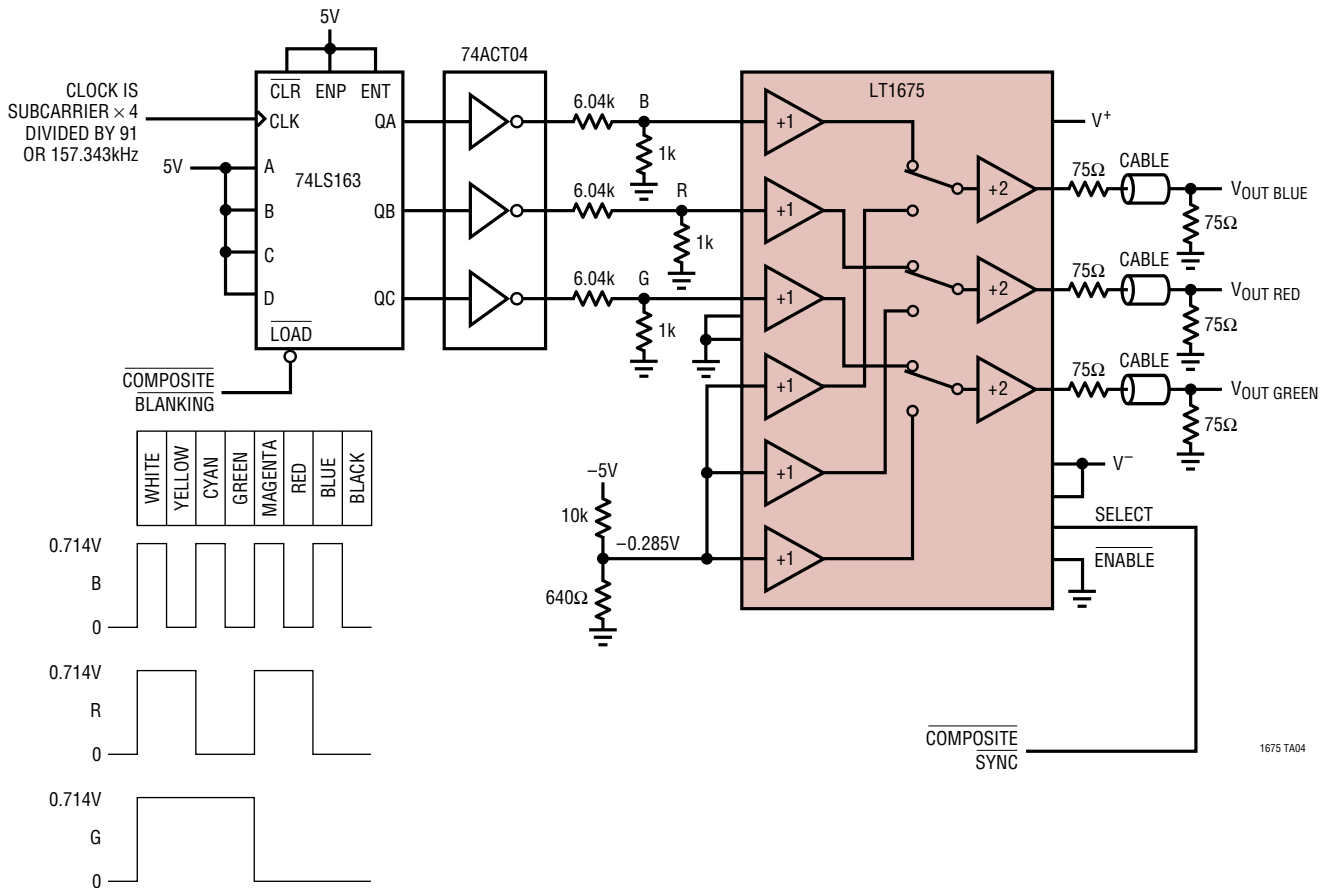 5V
74ACT04
CLOCK IS
SUBCARRIER × 4
DIVIDED BY 91
OR 157.343kHz
CLR ENP ENT
CLK
QA
5V
A
B
C
D
74LS163
QB
QC
LOAD
COMPOSITE
BLANKING
6.04k
B
1k
6.04k
R
1k
6.04k
G
1k
LT1675
+1
+1
+1
+1
+1
+1
+2
+2
+2
V+
75Ω
CABLE
VOUT BLUE
75Ω
75Ω
CABLE
VOUT RED
75Ω
75Ω
CABLE
VOUT GREEN
75Ω
V–
SELECT
ENABLE
–5V
10k
–0.285V
640Ω
COMPOSITE
SYNC
1675 TA04
WHITE
YELLOW
CYAN
GREEN
MAGENTA
RED
BLUE
BLACK
0.714V
B
0
0.714V
R
0
0.714V
G
0